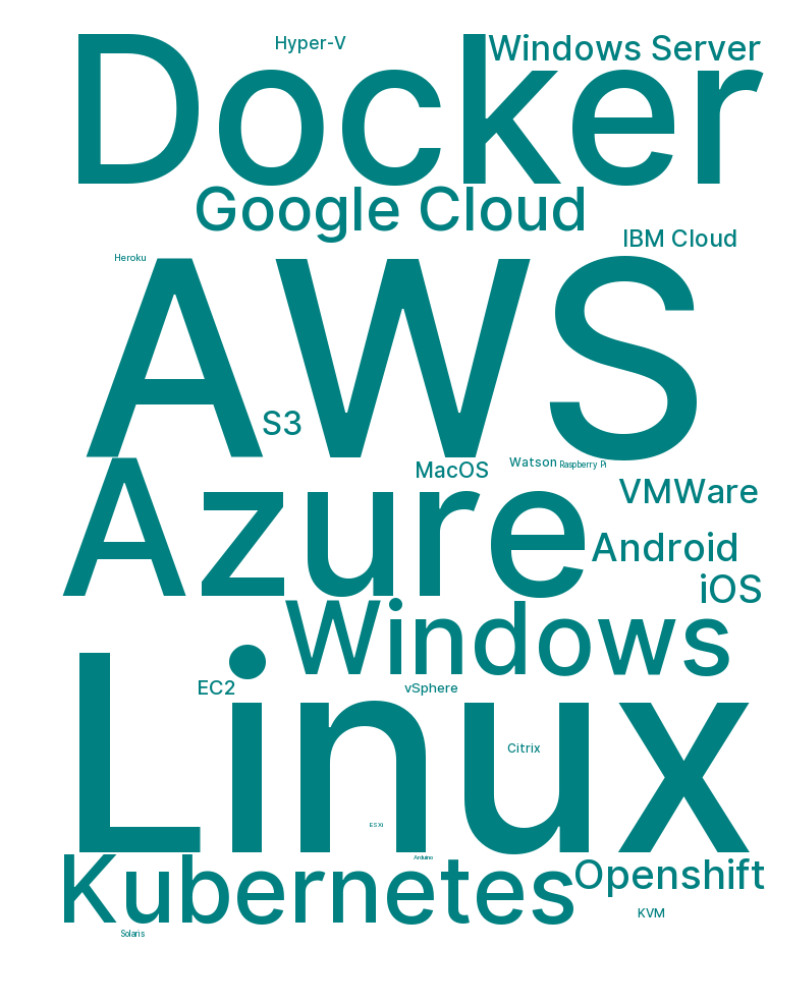 Hyper-V
Windows Server
Docker
Google Cloud
IBM Cloud
Heroku
AWS
S3
MacOS
Watson
Raspberry Pi
VMWare
Azure
Android
iOS
Windows
EC2
vSphere
Linux
Citrix
ESXi
Arduino
Kubernetes
Openshift
KVM
Solaris